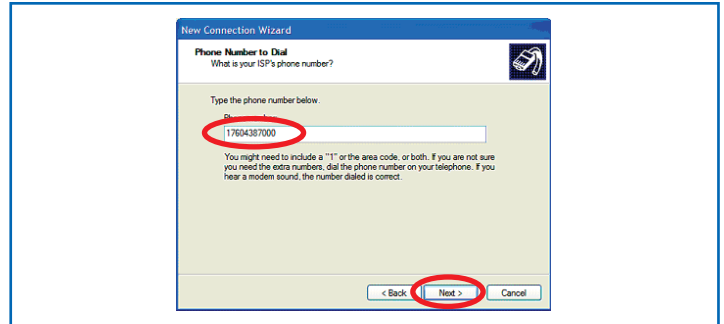 New Connection Wizard
Phone Number to Dial
What is your ISP's phone number?
Type the phone number below.
Phone number:
17604387000
You might need to include a "1" or the area code, or both. If you are not sure
you need the extra numbers, dial the phone number on your telephone. If you
hear a modem sound, the number dialed is correct.
< Back
Next >
Cancel